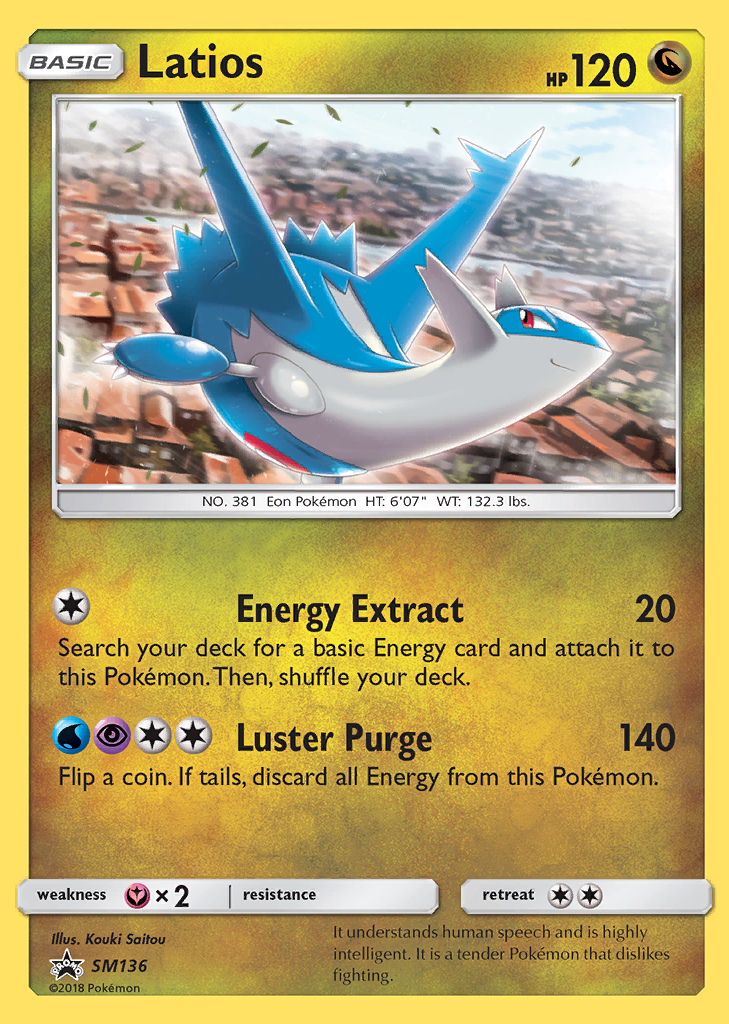 BASIC Latios HP 120
NO. 381 Eon Pokémon HT: 6'07" WT: 132.3 lbs.
Energy Extract 20
Search your deck for a basic Energy card and attach it to
this Pokémon. Then, shuffle your deck.
Luster Purge 140
Flip a coin. If tails, discard all Energy from this Pokémon.
weakness ×2 resistance retreat
Illus. Kouki Saitou
PROMO SM136
©2018 Pokémon
It understands human speech and is highly
intelligent. It is a tender Pokémon that dislikes
fighting.